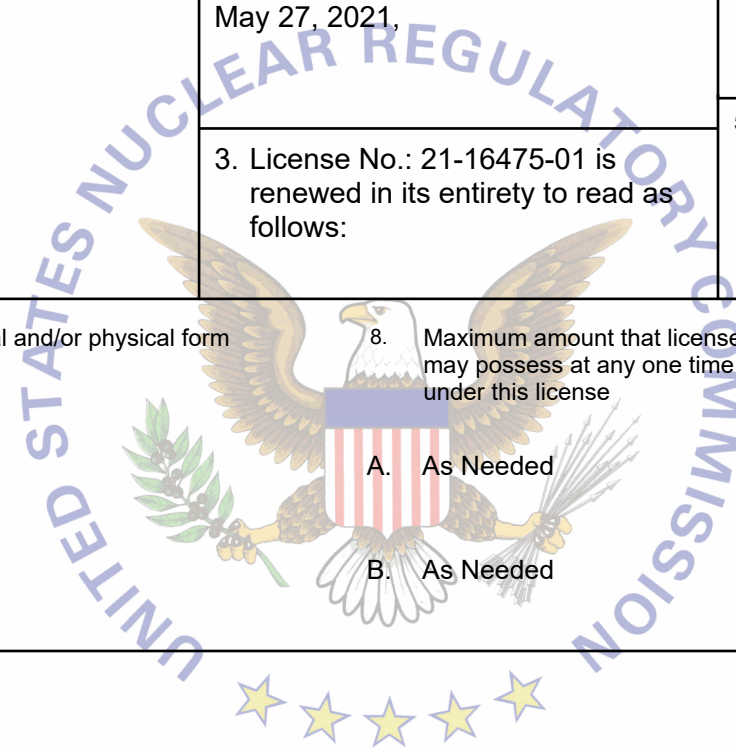 May 27, 2021,
3. License No.: 21-16475-01 is
renewed in its entirety to read as
follows:
and/or physical form
8. Maximum amount that license
may possess at any one time
under this license
A. As Needed
B. As Needed
UNITED STATES NUCLEAR REGULATORY COMMISSION